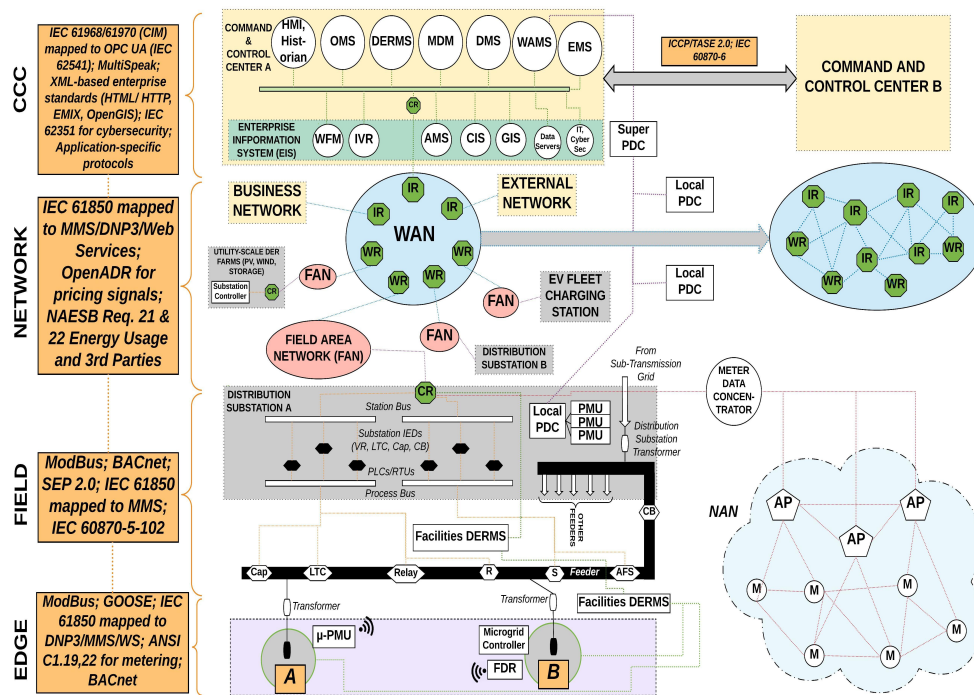 CCC
IEC 61968/61970 (CIM)
mapped to OPC UA (IEC
62541); MultiSpeak;
XML-based enterprise
standards (HTML/ HTTP,
EMIX, OpenGIS); IEC
62351 for cybersecurity;
Application-specific
protocols
COMMAND
&
CONTROL
CENTER A
HMI,
Hist-
orian
OMS
DERMS
MDM
DMS
WAMS
EMS
CR
ENTERPRISE
INFPORMATION
SYSTEM (EIS)
WFM
IVR
AMS
CIS
GIS
Data
Servers
IT,
Cyber
Sec
ICCP/TASE 2.0; IEC
60870-6
COMMAND AND
CONTROL CENTER B
Super
PDC
Local
PDC
Local
PDC
NETWORK
IEC 61850 mapped
to MMS/DNP3/Web
Services;
OpenADR for
pricing signals;
NAESB Req. 21 &
22 Energy Usage
and 3rd Parties
BUSINESS
NETWORK
EXTERNAL
NETWORK
IR
IR
IR
IR
IR
WAN
WR
WR
WR
WR
UTILITY-SCALE DER
FARMS (PV, WIND,
STORAGE)
Substation
Controller
CR
FAN
FAN
FAN
EV FLEET
CHARGING
STATION
FIELD AREA
NETWORK (FAN)
DISTRIBUTION
SUBSTATION B
IR
IR
IR
IR
WR
WR
IR
IR
WR
WR
FIELD
ModBus; BACnet;
SEP 2.0; IEC 61850
mapped to MMS;
IEC 60870-5-102
DISTRIBUTION
SUBSTATION A
CR
Station Bus
Substation IEDs
(VR, LTC, Cap, CB)
PLCs/RTUs
Process Bus
Local
PDC
PMU
PMU
PMU
From
Sub-Transmission
Grid
Distribution
Substation
Transformer
OTHER
FEEDERS
CB
METER
DATA
CONCEN-
TRATOR
Facilities DERMS
Cap
LTC
Relay
R
S
Feeder
AFS
NAN
AP
AP
AP
M
M
M
M
M
M
M
EDGE
ModBus; GOOSE; IEC
61850 mapped to
DNP3/MMS/WS; ANSI
C1.19,22 for metering;
BACnet
Transformer
Transformer
Facilities DERMS
µ-PMU
A
Microgrid
Controller
FDR
B